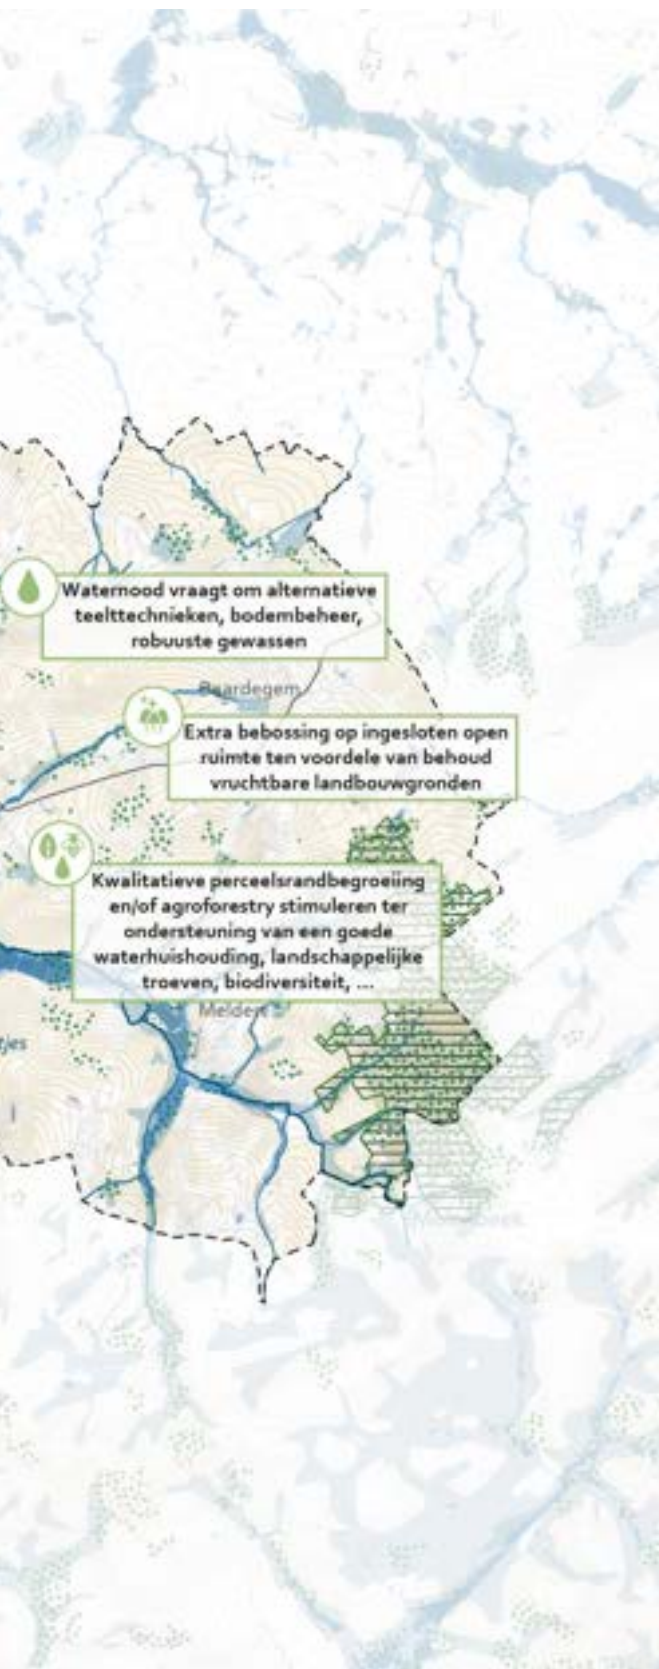 Waternood vraagt om alternatieve
teelttechnieken, bodembeheer,
robuuste gewassen
Baardegem
Extra bebossing op ingesloten open
ruimte ten voordele van behoud
vruchtbare landbouwgronden
Kwalitatieve perceelsrandbegroeiing
en/of agroforestry stimuleren ter
ondersteuning van een goede
waterhuishouding, landschappelijke
troeven, biodiversiteit, ...
Meldert
tjes